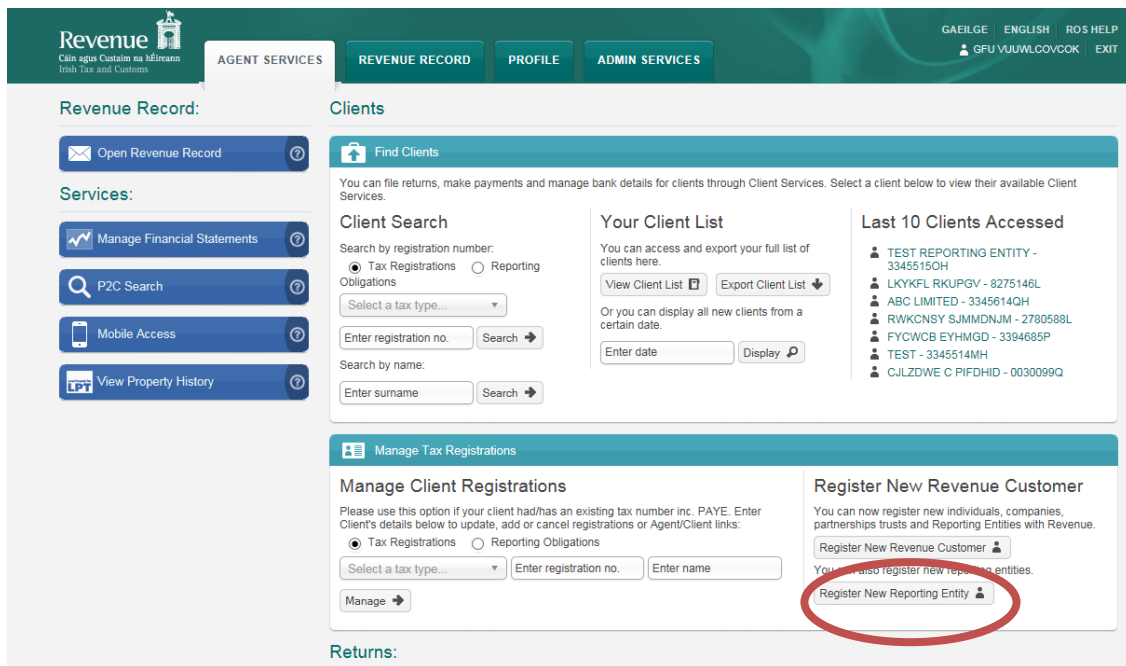 Revenue
Cáin agus Custaim na hÉireann
Irish Tax and Customs
AGENT SERVICES
REVENUE RECORD
PROFILE
ADMIN SERVICES
GAEILGE
ENGLISH
ROS HELP
GFU VUUWLCOVCOK
EXIT
Revenue Record:
Open Revenue Record
?
Services:
Manage Financial Statements
?
P2C Search
?
Mobile Access
?
LPT
View Property History
?
Clients
Find Clients
You can file returns, make payments and manage bank details for clients through Client Services. Select a client below to view their available Client
Services.
Client Search
Search by registration number:
Tax Registrations
Reporting
Obligations
Select a tax type...
Enter registration no.
Search
Search by name:
Enter surname
Search
Your Client List
You can access and export your full list of
clients here.
View Client List
Export Client List
Or you can display all new clients from a
certain date.
Enter date
Display
Last 10 Clients Accessed
TEST REPORTING ENTITY -
3345515OH
LKYKFL RKUPGV - 8275146L
ABC LIMITED - 3345614QH
RWKCNSY SJMMDNJM - 2780588L
FYCWCB EYHMGD - 3394685P
TEST - 3345514MH
CJLZDWE C PIFDHID - 0030099Q
Manage Tax Registrations
Manage Client Registrations
Please use this option if your client had/has an existing tax number inc. PAYE. Enter
Client's details below to update, add or cancel registrations or Agent/Client links:
Tax Registrations
Reporting Obligations
Select a tax type...
Enter registration no.
Enter name
Manage
Register New Revenue Customer
You can now register new individuals, companies,
partnerships trusts and Reporting Entities with Revenue.
Register New Revenue Customer
You can also register new reporting entities.
Register New Reporting Entity
Returns: